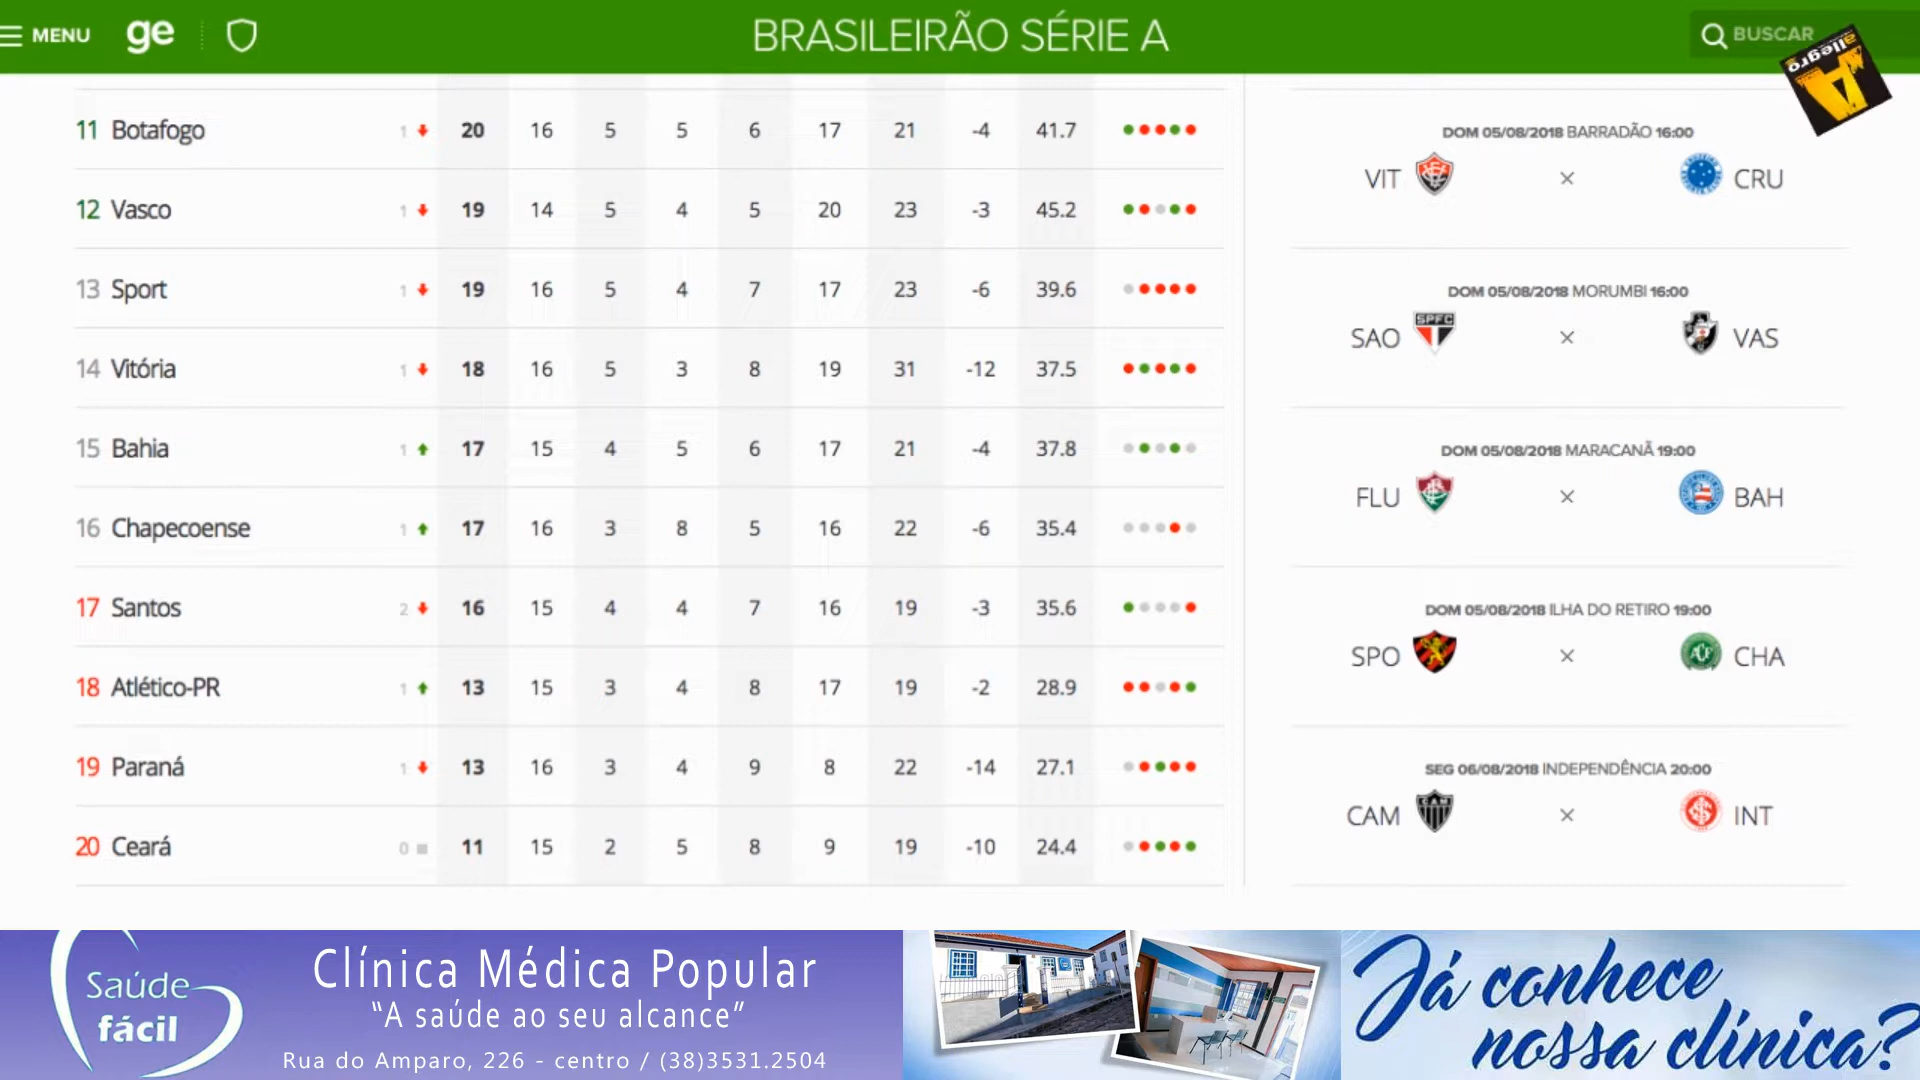 MENU ge BRASILEIRÃO SÉRIE A BUSCAR
allegro
A
11 Botafogo 1 20 16 5 5 6 17 21 -4 41.7
12 Vasco 1 19 14 5 4 5 20 23 -3 45.2
13 Sport 1 19 16 5 4 7 17 23 -6 39.6
14 Vitória 1 18 16 5 3 8 19 31 -12 37.5
15 Bahia 1 17 15 4 5 6 17 21 -4 37.8
16 Chapecoense 1 17 16 3 8 5 16 22 -6 35.4
17 Santos 2 16 15 4 4 7 16 19 -3 35.6
18 Atlético-PR 1 13 15 3 4 8 17 19 -2 28.9
19 Paraná 1 13 16 3 4 9 8 22 -14 27.1
20 Ceará 0 11 15 2 5 8 9 19 -10 24.4
DOM 05/08/2018 BARRADÃO 16:00
VIT × CRU
DOM 05/08/2018 MORUMBI 16:00
SAO SPFC × VAS
DOM 05/08/2018 MARACANÃ 19:00
FLU × BAH
DOM 05/08/2018 ILHA DO RETIRO 19:00
SPO × CHA
SEG 06/08/2018 INDEPENDÊNCIA 20:00
CAM CAM × INT
Saúde
fácil
Clínica Médica Popular
“A saúde ao seu alcance”
Rua do Amparo, 226 - centro / (38)3531.2504
Já conhece
nossa clínica?